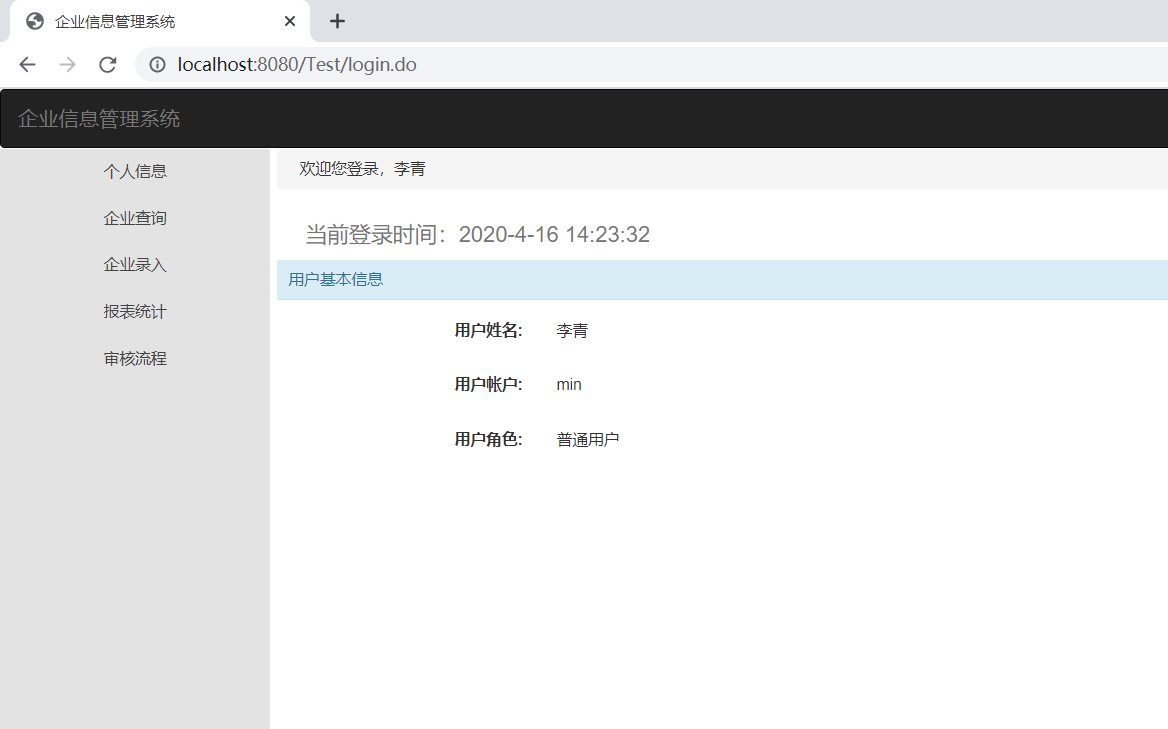 企业信息管理系统
localhost:8080/Test/login.do
企业信息管理系统
个人信息
企业查询
企业录入
报表统计
审核流程
欢迎您登录，李青
当前登录时间：2020-4-16 14:23:32
用户基本信息
用户姓名: 李青
用户帐户: min
用户角色: 普通用户